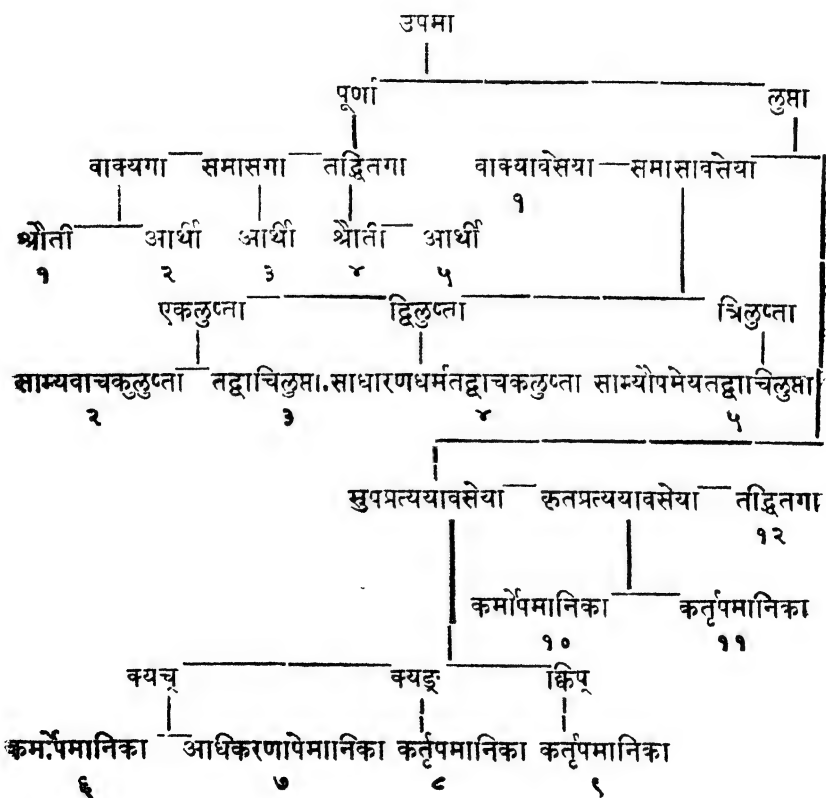 उपमा
पूर्णा लुप्ता
वाक्यगा समासगा तद्धितगा वाक्यावसेया समासावसेया
१
श्रौती आर्थी आर्थी श्रौती आर्थी
१ २ ३ ४ ५
एकलुप्ता द्विलुप्ता त्रिलुप्ता
साम्यवाचकुलुप्ता तद्वाचिलुप्ता.साधारणधर्मतद्वाचकलुप्ता साम्यौपमेयतद्वाचिलुप्ता
२ ३ ४ ५
सुपप्रत्ययावसेया कृतप्रत्ययावसेया तद्धितगा
१२
कर्मोपमानिका कर्तृपमानिका
१० ११
क्यच् क्यङ् क्विप्
कर्मोपमानिका आधिकरणापेमानिका कर्तृपमानिका कर्तृपमानिका
६ ७ ८ ९